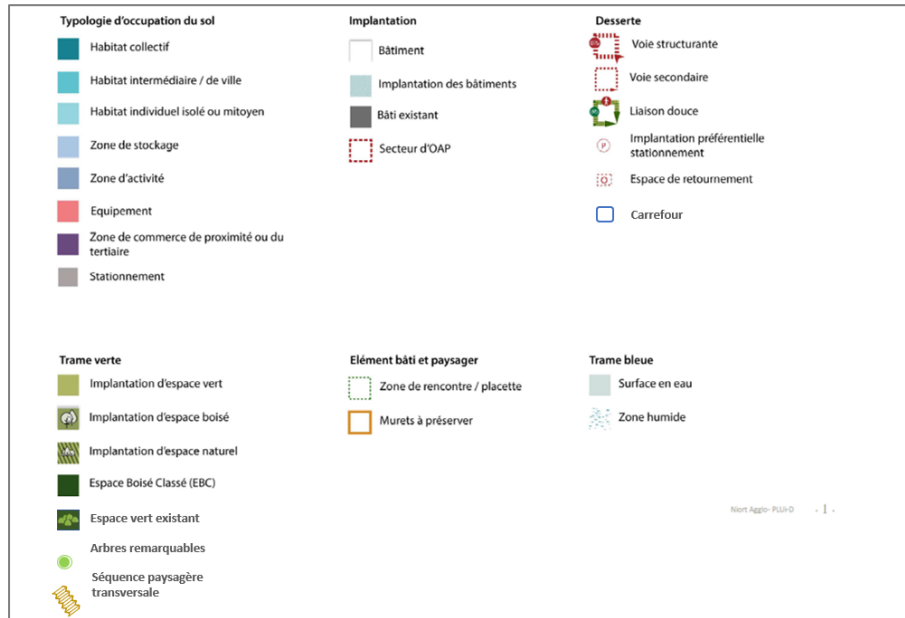 Typologie d'occupation du sol
Habitat collectif
Habitat intermédiaire / de ville
Habitat individuel isolé ou mitoyen
Zone de stockage
Zone d'activité
Equipement
Zone de commerce de proximité ou du
tertiaire
Stationnement
Implantation
Bâtiment
Implantation des bâtiments
Bâti existant
Secteur d'OAP
Desserte
Voie structurante
Voie secondaire
Liaison douce
P
Implantation préférentielle
stationnement
Espace de retournement
Carrefour
Trame verte
Implantation d'espace vert
Implantation d'espace boisé
Implantation d'espace naturel
Espace Boisé Classé (EBC)
Espace vert existant
Arbres remarquables
Séquence paysagère
transversale
Elément bâti et paysager
Zone de rencontre / placette
Murets à préserver
Trame bleue
Surface en eau
Zone humide
Niort Agglo- PLUi-D - 1 -